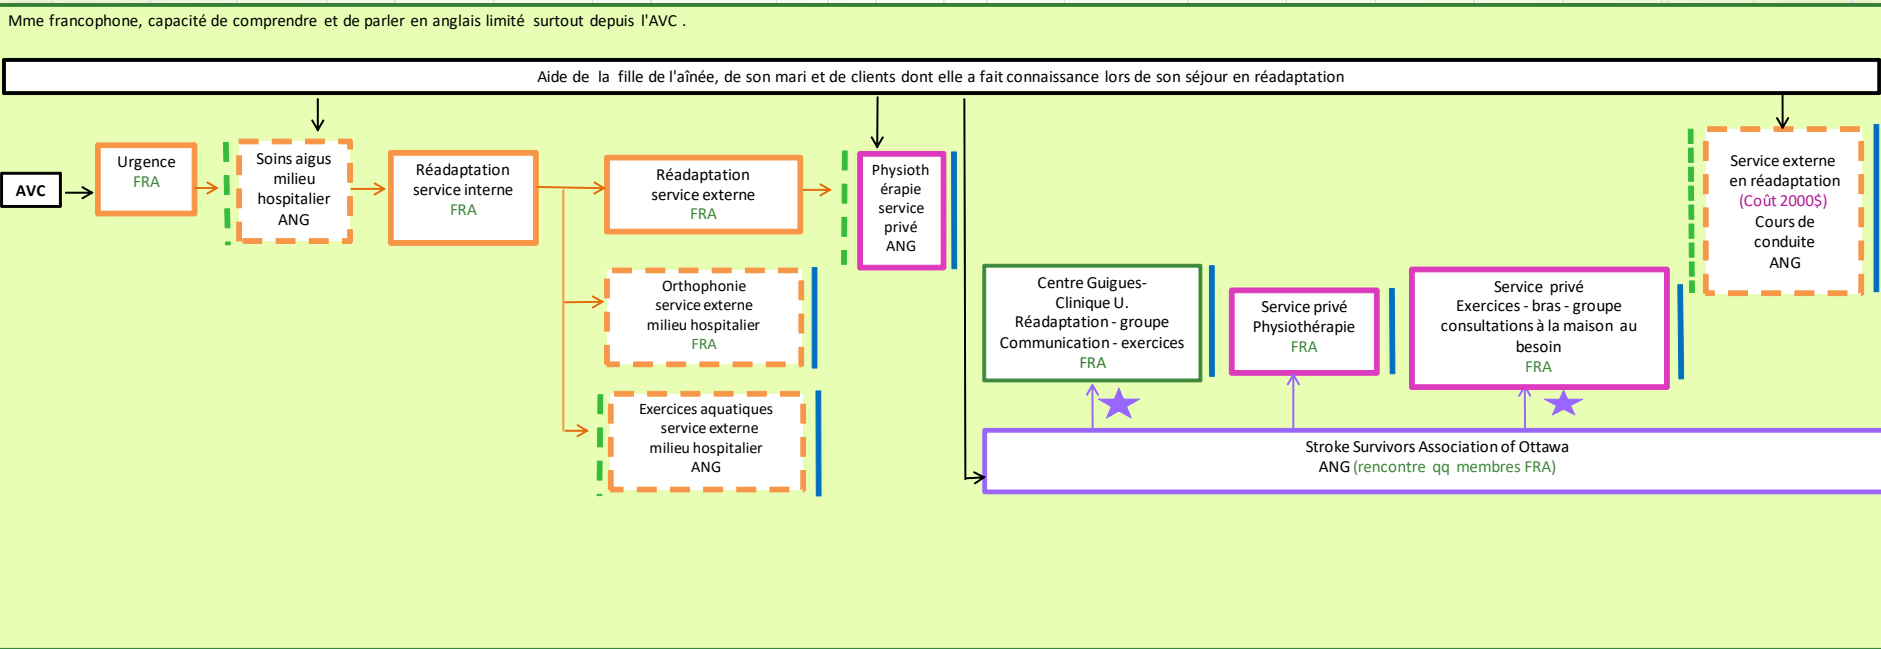 Mme francophone, capacité de comprendre et de parler en anglais limité surtout depuis l'AVC .
Aide de la fille de l'aînée, de son mari et de clients dont elle a fait connaissance lors de son séjour en réadaptation
AVC
Urgence
FRA
Soins aigus
milieu
hospitalier
ANG
Réadaptation
service interne
FRA
Réadaptation
service externe
FRA
Orthophonie
service externe
milieu hospitalier
FRA
Exercices aquatiques
service externe
milieu hospitalier
ANG
Physioth
érapie
service
privé
ANG
Centre Guigues-
Clinique U.
Réadaptation - groupe
Communication - exercices
FRA
Service privé
Physiothérapie
FRA
Service privé
Exercices - bras - groupe
consultations à la maison au
besoin
FRA
Service externe
en réadaptation
(Coût 2000$)
Cours de
conduite
ANG
Stroke Survivors Association of Ottawa
ANG (rencontre qq membres FRA)